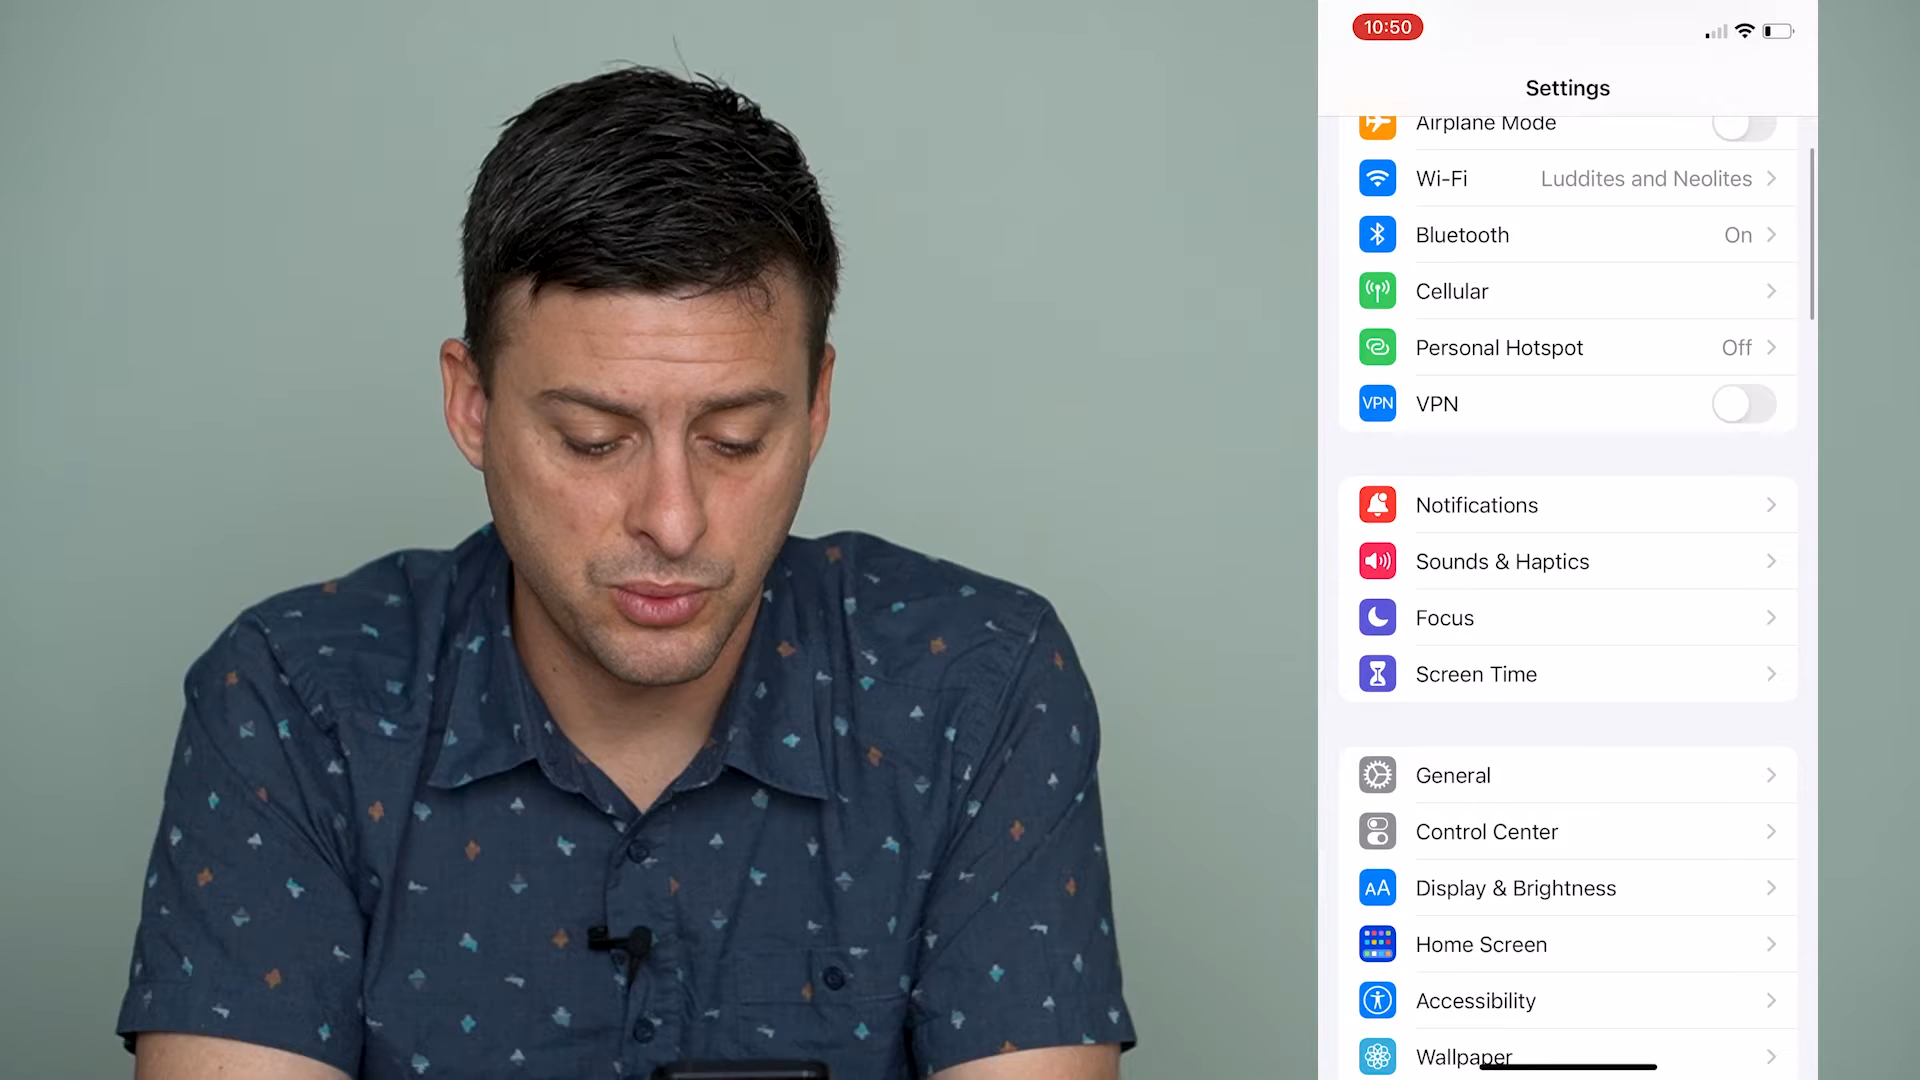 10:50
Settings
Airplane Mode
Wi-Fi Luddites and Neolites
Bluetooth On
Cellular
Personal Hotspot Off
VPN VPN
Notifications
Sounds & Haptics
Focus
Screen Time
General
Control Center
AA Display & Brightness
Home Screen
Accessibility
Wallpaper